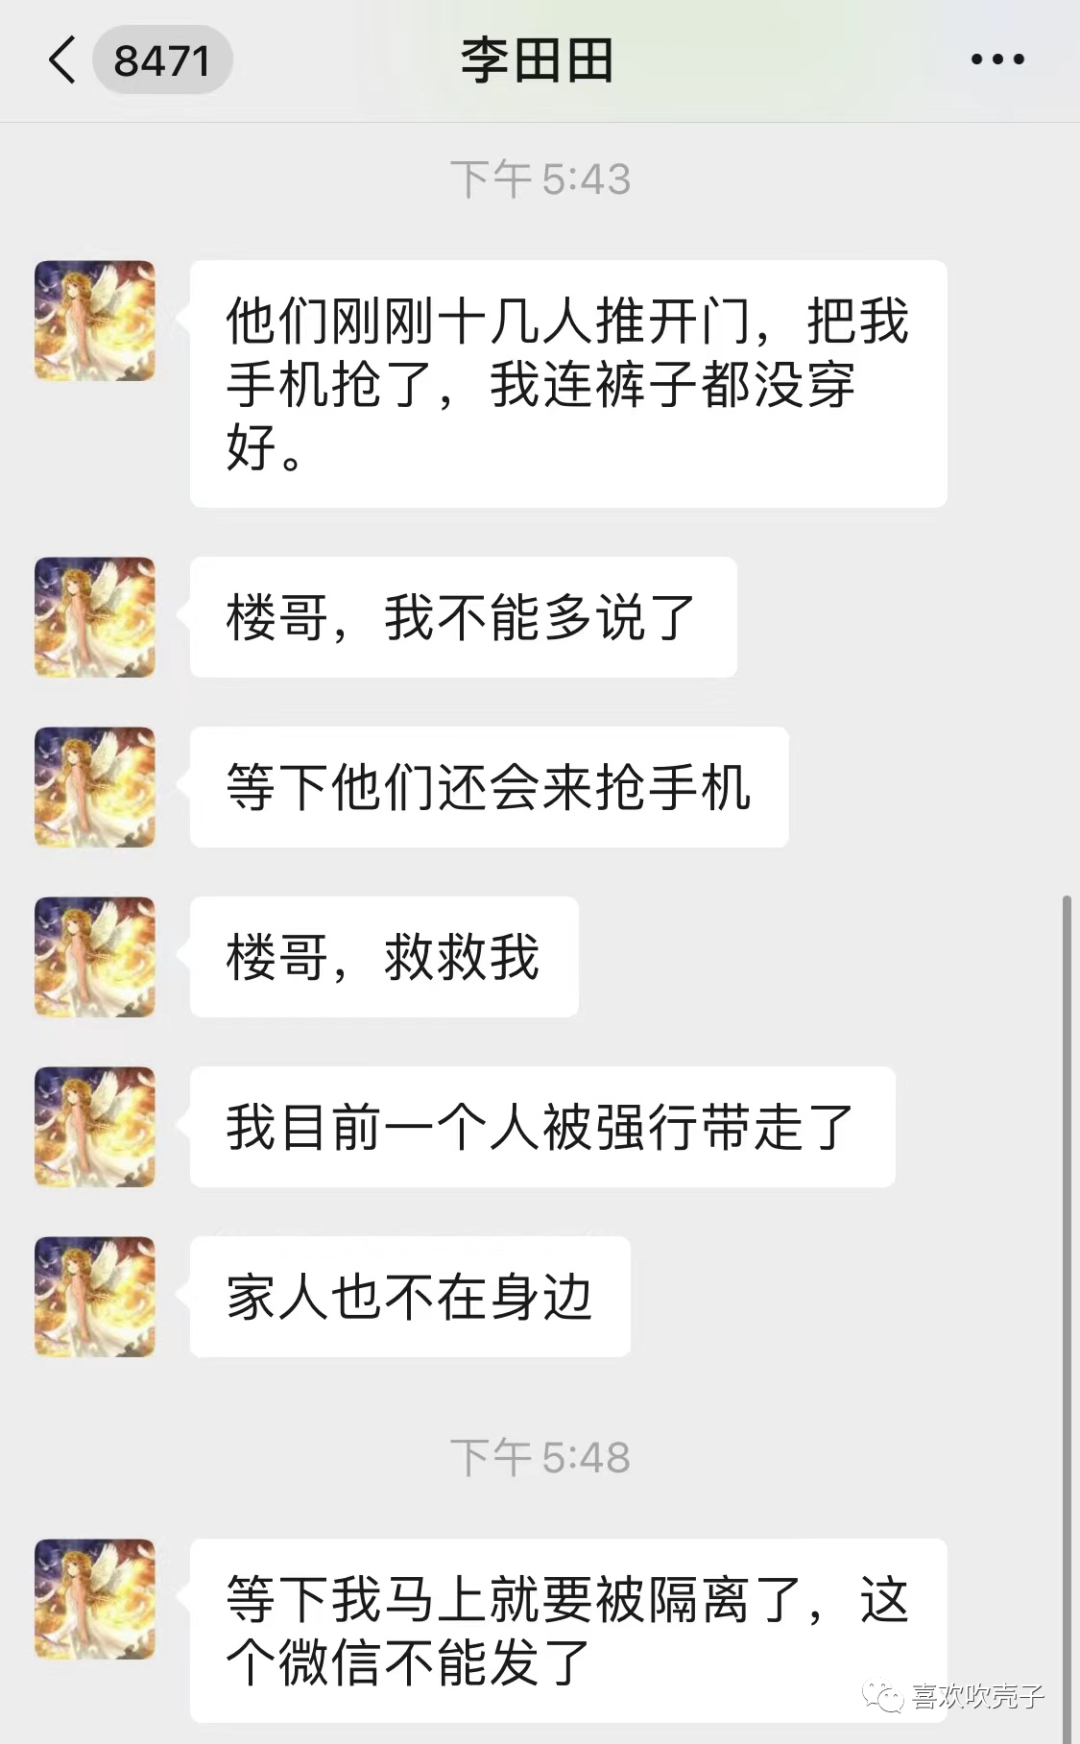 8471
李田田
下午 5:43
他们刚刚十几人推开门，把我
手机抢了，我连裤子都没穿
好。
楼哥，我不能多说了
等下他们还会来抢手机
楼哥，救救我
我目前一个人被强行带走了
家人也不在身边
下午 5:48
等下我马上就要被隔离了，这
个微信不能发了
喜欢吹壳子